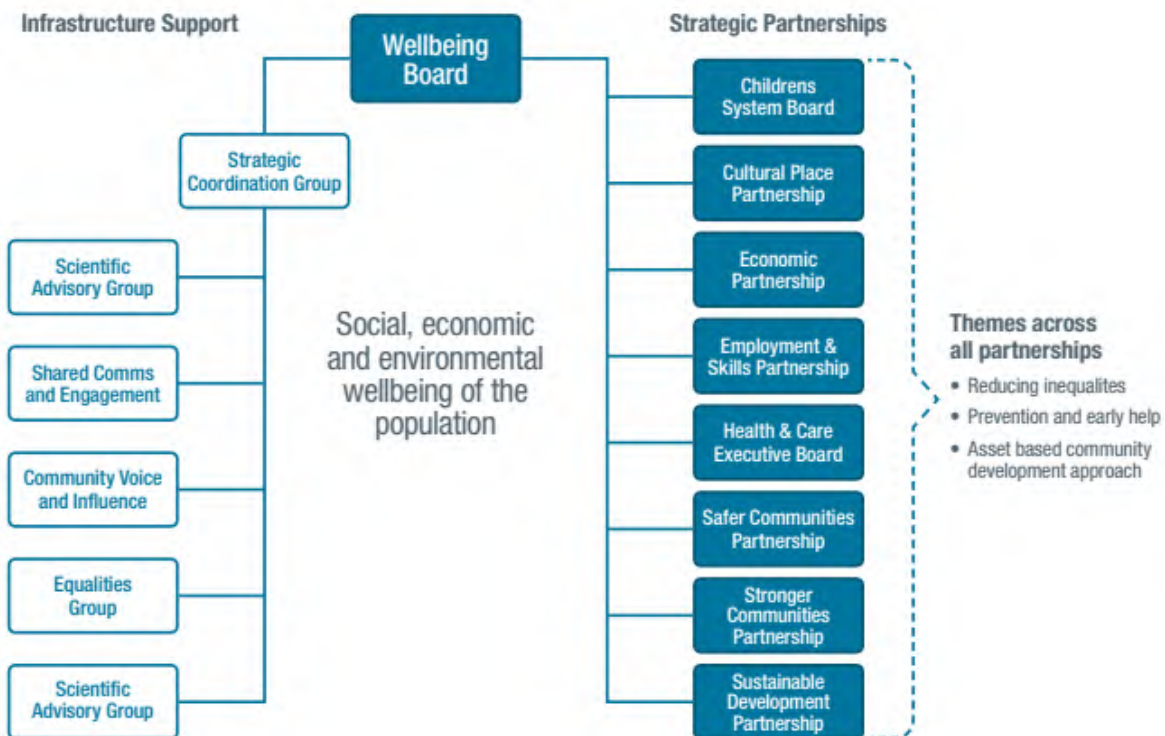 Infrastructure Support
Wellbeing
Board
Strategic Partnerships
Strategic
Coordination Group
Scientific
Advisory Group
Shared Comms
and Engagement
Community Voice
and Influence
Equalities
Group
Scientific
Advisory Group
Social, economic
and environmental
wellbeing of the
population
Childrens
System Board
Cultural Place
Partnership
Economic
Partnership
Employment &
Skills Partnership
Health & Care
Executive Board
Safer Communities
Partnership
Stronger
Communities
Partnership
Sustainable
Development
Partnership
Themes across
all partnerships
• Reducing inequalites
• Prevention and early help
• Asset based community
development approach